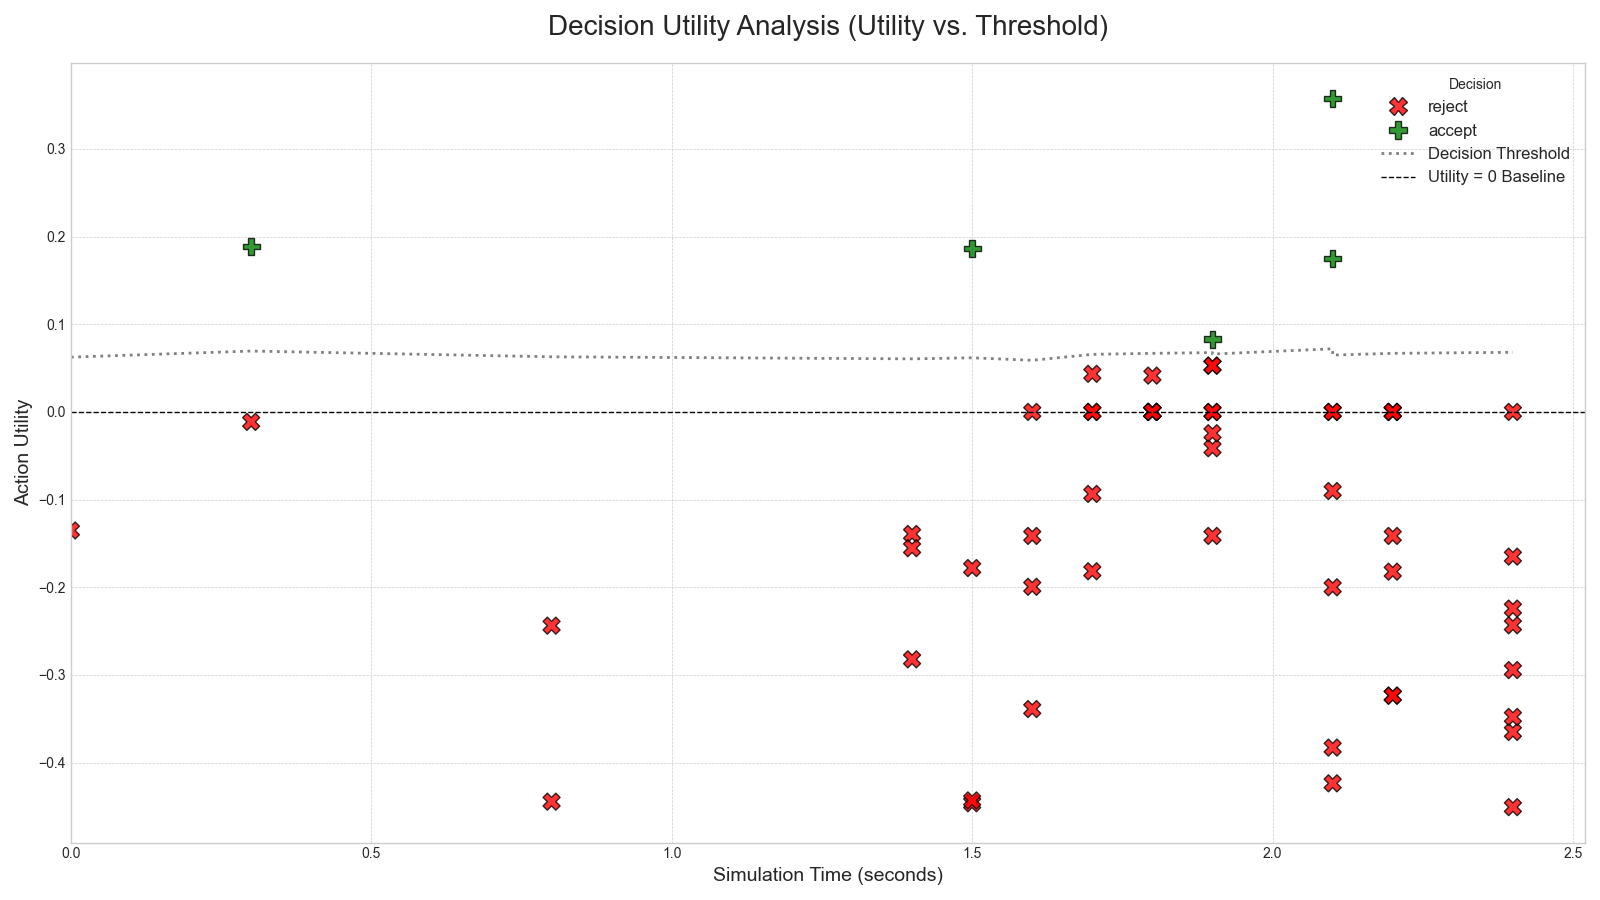 Decision Utility Analysis (Utility vs. Threshold)
Decision
reject
accept
Decision Threshold
Utility = 0 Baseline
Action Utility
0.3
0.2
0.1
0.0
−0.1
−0.2
−0.3
−0.4
0.0 0.5 1.0 1.5 2.0 2.5
Simulation Time (seconds)